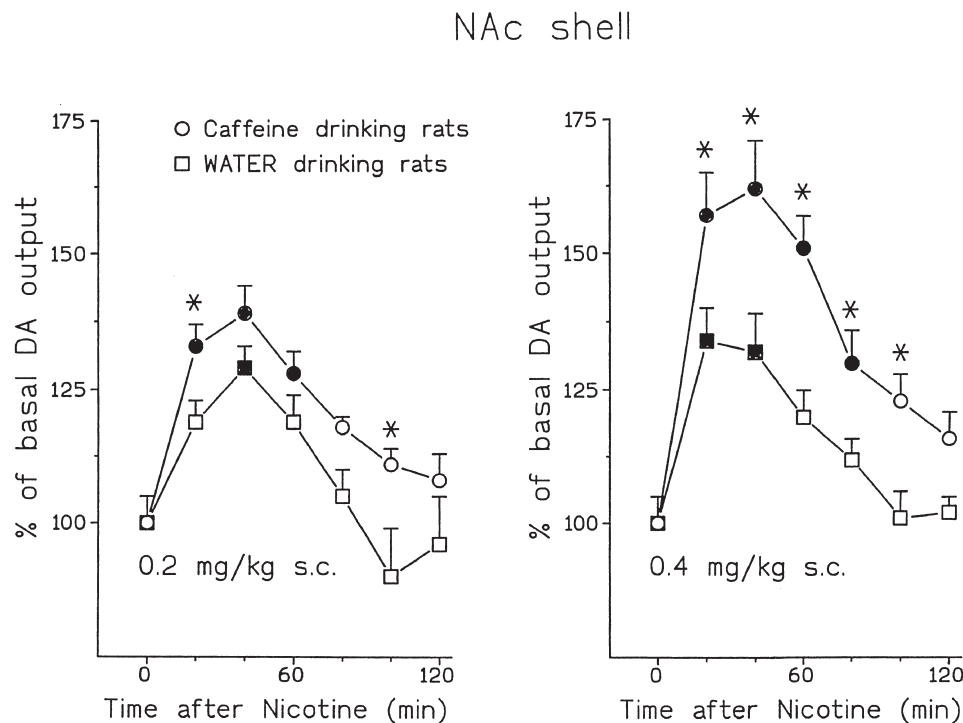 NAc shell
175
150
125
100
% of basal DA output
○ Caffeine drinking rats
□ WATER drinking rats
*
*
0.2 mg/kg s.c.
0
60
120
Time after Nicotine (min)
175
150
125
100
% of basal DA output
*
*
*
*
*
0.4 mg/kg s.c.
0
60
120
Time after Nicotine (min)